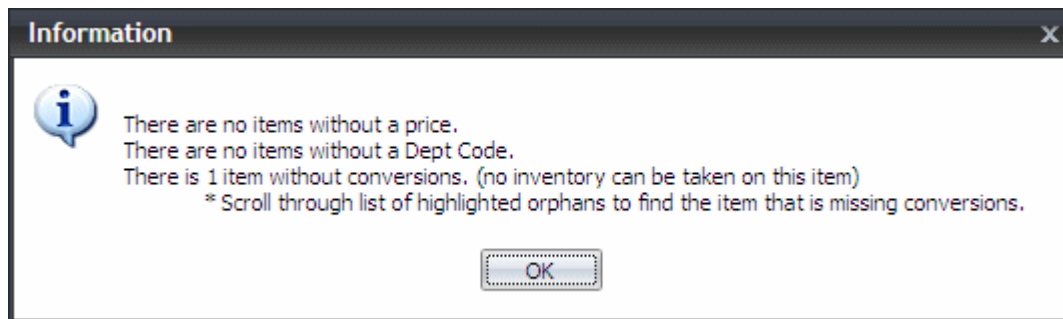 Information
x
There are no items without a price.
There are no items without a Dept Code.
There is 1 item without conversions. (no inventory can be taken on this item)
* Scroll through list of highlighted orphans to find the item that is missing conversions.
OK